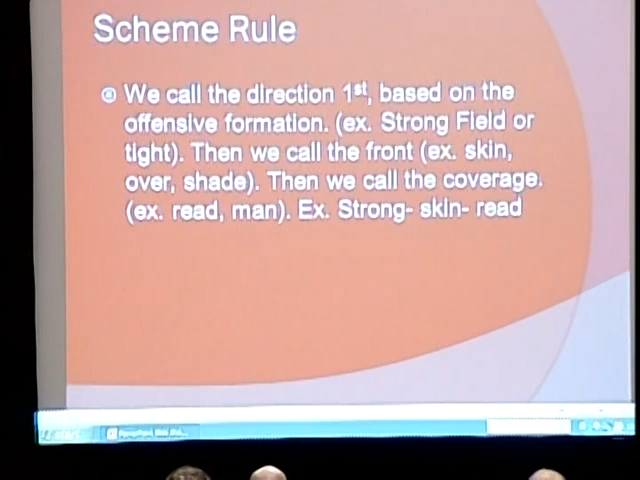 Scheme Rule
We call the direction 1st, based on the
offensive formation. (ex. Strong Field or
tight). Then we call the front (ex. skin,
over, shade). Then we call the coverage.
(ex. read, man). Ex. Strong- skin- read